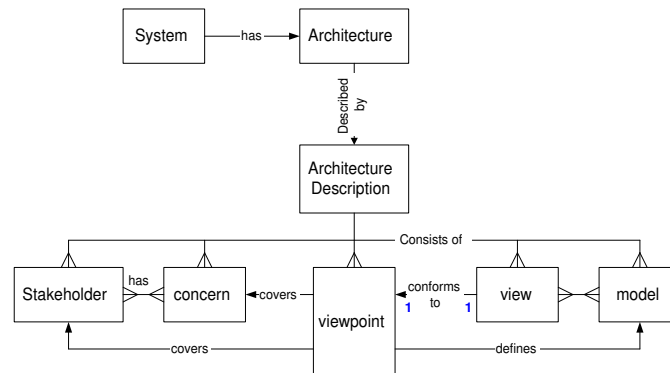 System
has
Architecture
Described
by
Architecture
Description
Consists of
Stakeholder
has
concern
covers
viewpoint
conforms
to
1
1
view
model
covers
defines